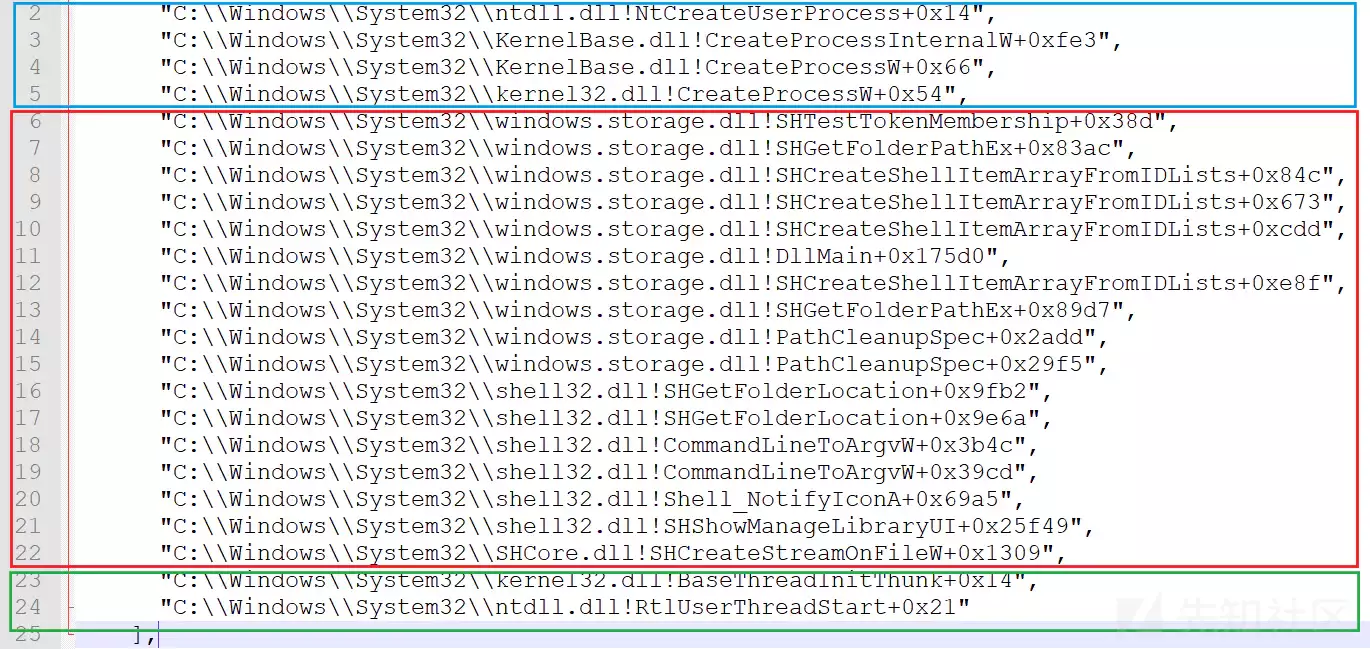 2 "C:\\Windows\\System32\\ntdll.dll!NtCreateUserProcess+0x14",
3 "C:\\Windows\\System32\\KernelBase.dll!CreateProcessInternalW+0xfe3",
4 "C:\\Windows\\System32\\KernelBase.dll!CreateProcessW+0x66",
5 "C:\\Windows\\System32\\kernel32.dll!CreateProcessW+0x54",
6 "C:\\Windows\\System32\\windows.storage.dll!SHTestTokenMembership+0x38d",
7 "C:\\Windows\\System32\\windows.storage.dll!SHGetFolderPathEx+0x83ac",
8 "C:\\Windows\\System32\\windows.storage.dll!SHCreateShellItemArrayFromIDLists+0x84c",
9 "C:\\Windows\\System32\\windows.storage.dll!SHCreateShellItemArrayFromIDLists+0x673",
10 "C:\\Windows\\System32\\windows.storage.dll!SHCreateShellItemArrayFromIDLists+0xcdd",
11 "C:\\Windows\\System32\\windows.storage.dll!DllMain+0x175d0",
12 "C:\\Windows\\System32\\windows.storage.dll!SHCreateShellItemArrayFromIDLists+0xe8f",
13 "C:\\Windows\\System32\\windows.storage.dll!SHGetFolderPathEx+0x89d7",
14 "C:\\Windows\\System32\\windows.storage.dll!PathCleanupSpec+0x2add",
15 "C:\\Windows\\System32\\windows.storage.dll!PathCleanupSpec+0x29f5",
16 "C:\\Windows\\System32\\shell32.dll!SHGetFolderLocation+0x9fb2",
17 "C:\\Windows\\System32\\shell32.dll!SHGetFolderLocation+0x9e6a",
18 "C:\\Windows\\System32\\shell32.dll!CommandLineToArgvW+0x3b4c",
19 "C:\\Windows\\System32\\shell32.dll!CommandLineToArgvW+0x39cd",
20 "C:\\Windows\\System32\\shell32.dll!Shell_NotifyIconA+0x69a5",
21 "C:\\Windows\\System32\\shell32.dll!SHShowManageLibraryUI+0x25f49",
22 "C:\\Windows\\System32\\SHCore.dll!SHCreateStreamOnFileW+0x1309",
23 "C:\\Windows\\System32\\kernel32.dll!BaseThreadInitThunk+0x14",
24 "C:\\Windows\\System32\\ntdll.dll!RtlUserThreadStart+0x21"
25 ],
先知社区